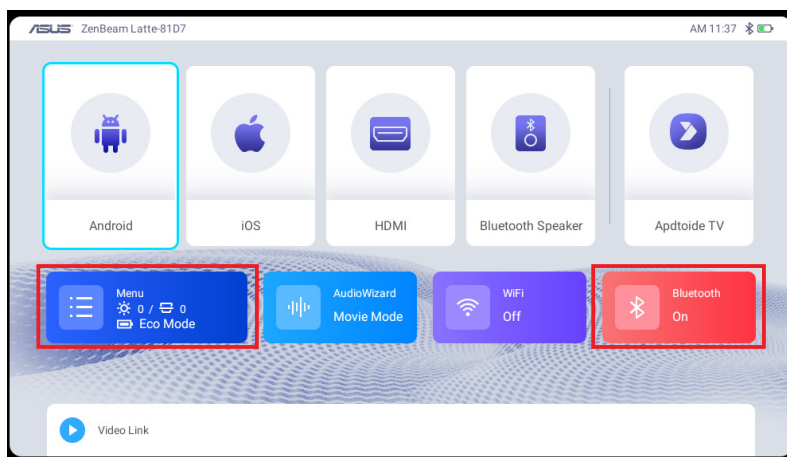 ASUS ZenBeam Latte-81D7 AM 11:37
Android iOS HDMI Bluetooth Speaker Apdtoide TV
Menu
0 / 0
Eco Mode
AudioWizard
Movie Mode
WiFi
Off
Bluetooth
On
Video Link